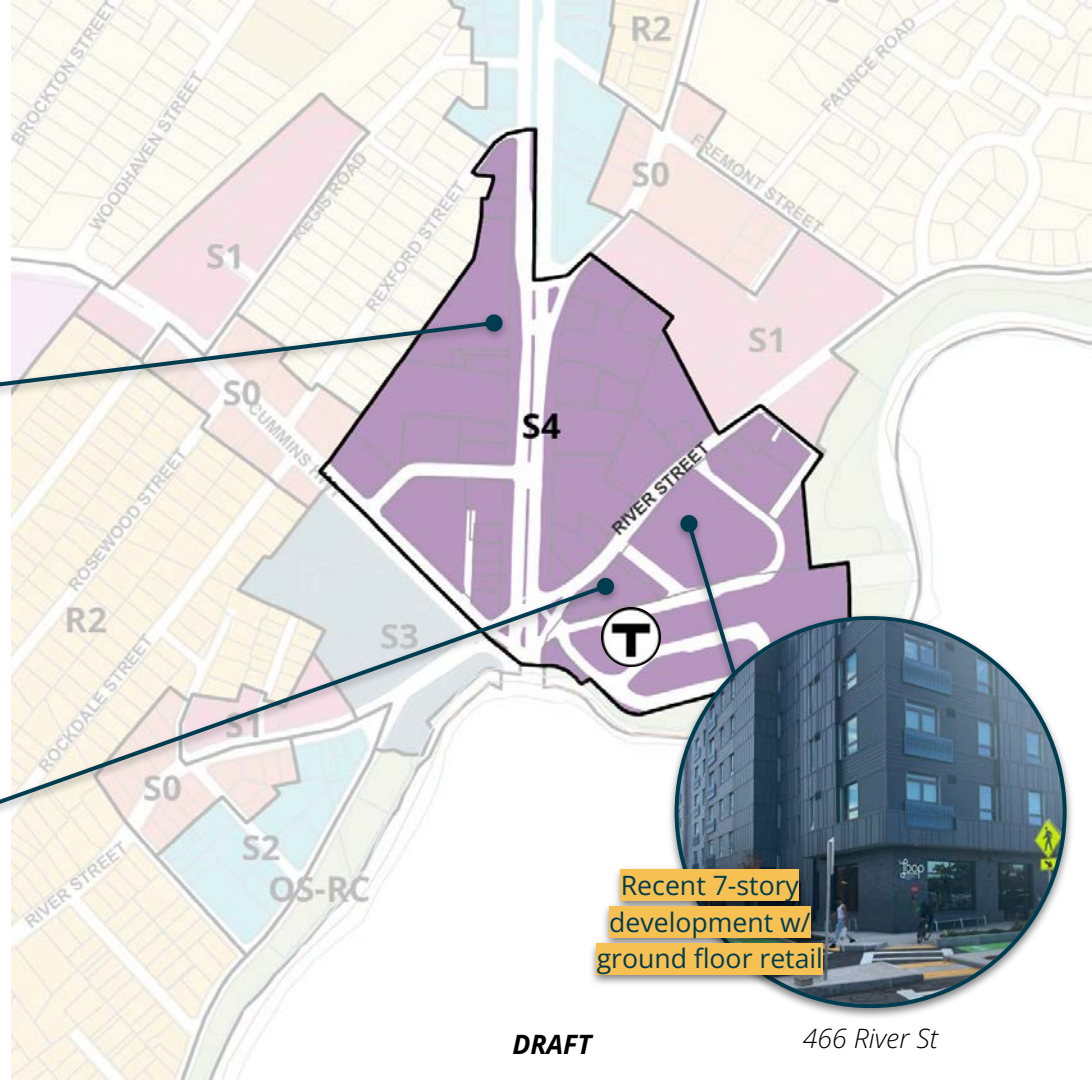 BROCKTON STREET
WOODHAVEN STREET
R2
FAUNCE ROAD
FREMONT STREET
S0
REGIS ROAD
REXFORD STREET
S1
S1
S0
CUMMINS HWY
S4
RIVER STREET
ROSEWOOD STREET
R2
S3
T
ROCKDALE STREET
S1
S0
S2
OS-RC
RIVER STREET
loop
Recent 7-story
development w/
ground floor retail
DRAFT
466 River St